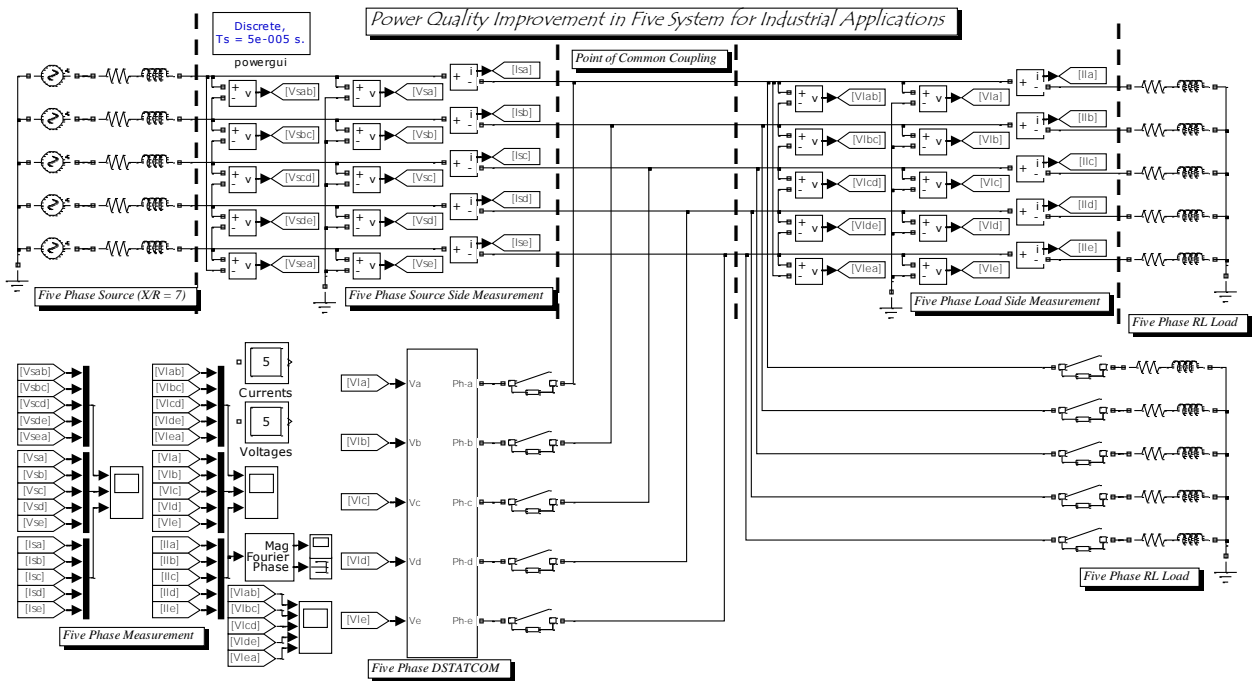 Power Quality Improvement in Five System for Industrial Applications
Discrete,
Ts = 5e-005 s.
powergui
Point of Common Coupling
[Isa]
[Vsab]
[Vsa]
[Isb]
[Vsbc]
[Vsb]
[Isc]
[Vscd]
[Vsc]
[Isd]
[Vsde]
[Vsd]
[Ise]
[Vsea]
[Vse]
[Ila]
[Vlab]
[Vla]
[Ilb]
[Vlbc]
[Vlb]
[Ilc]
[Vlcd]
[Vlc]
[Ild]
[Vlde]
[Vld]
[Ile]
[Vlea]
[Vle]
+ - v
+ - i
Five Phase Source (X/R = 7)
Five Phase Source Side Measurement
Five Phase Load Side Measurement
Five Phase RL Load
[Vsab]
[Vsbc]
[Vscd]
[Vsde]
[Vsea]
[Vsa]
[Vsb]
[Vsc]
[Vsd]
[Vse]
[Isa]
[Isb]
[Isc]
[Isd]
[Ise]
[Vlab]
[Vlbc]
[Vlcd]
[Vlde]
[Vlea]
[Vla]
[Vlb]
[Vlc]
[Vld]
[Vle]
[Ila]
[Ilb]
[Ilc]
[Ild]
[Ile]
5
Currents
5
Voltages
Mag
Fourier
Phase
[Vlab]
[Vlbc]
[Vlcd]
[Vlde]
[Vlea]
Five Phase Measurement
[Vla]
Va
Ph-a
[Vlb]
Vb
Ph-b
[Vlc]
Vc
Ph-c
[Vld]
Vd
Ph-d
[Vle]
Ve
Ph-e
Five Phase DSTATCOM
Five Phase RL Load